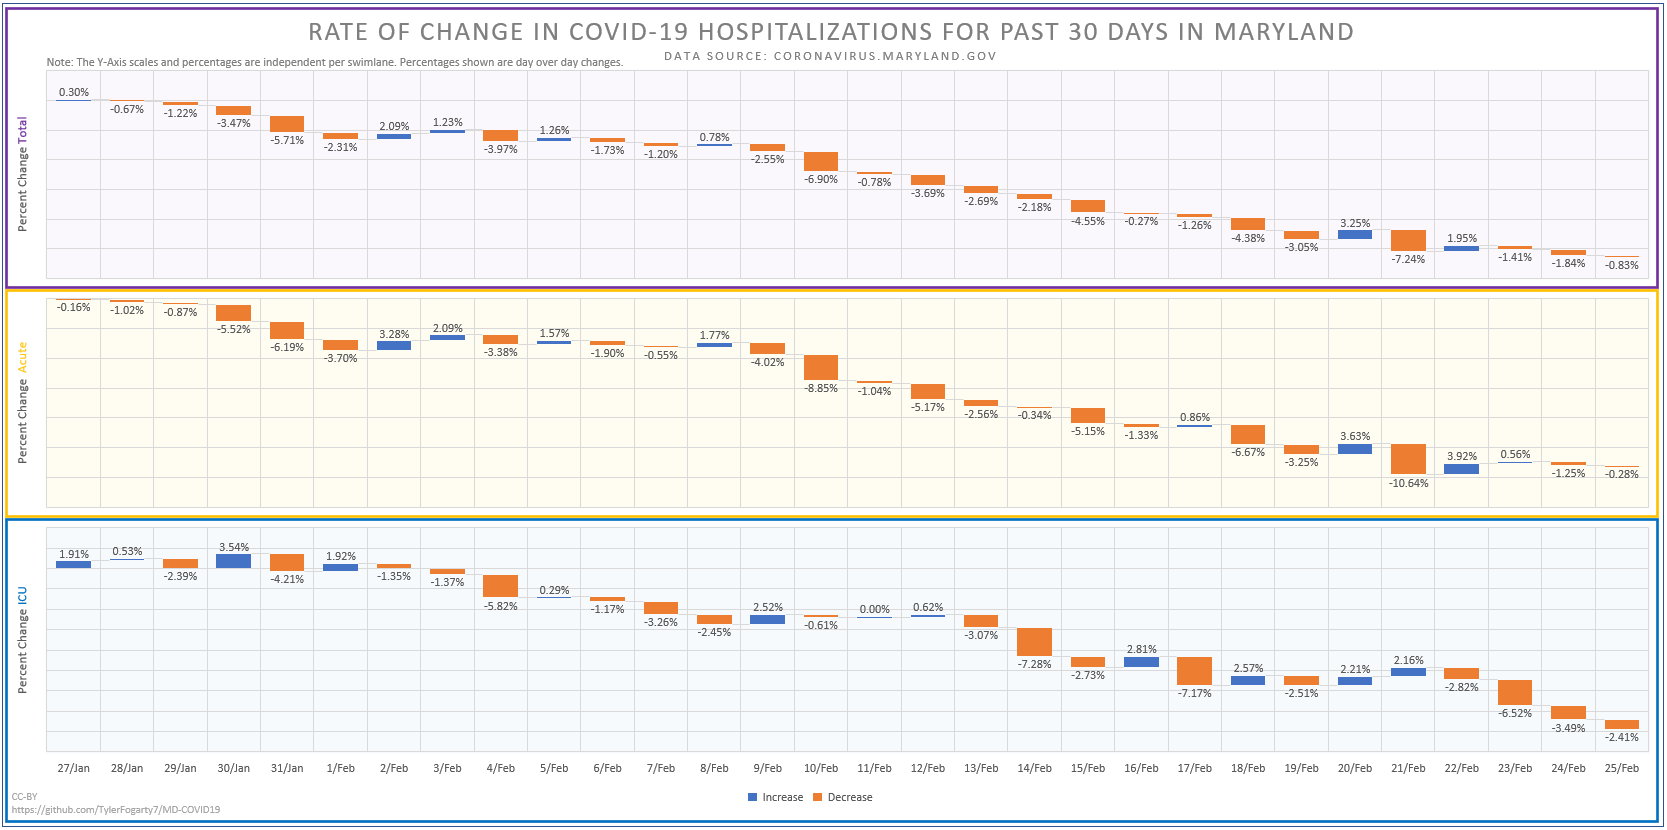 RATE OF CHANGE IN COVID-19 HOSPITALIZATIONS FOR PAST 30 DAYS IN MARYLAND
DATA SOURCE: CORONAVIRUS.MARYLAND.GOV
Note: The Y-Axis scales and percentages are independent per swimlane. Percentages shown are day over day changes.
Percent Change Total
0.30% -0.67% -1.22% -3.47% -5.71% -2.31% 2.09% 1.23% -3.97% 1.26% -1.73% -1.20% 0.78% -2.55% -6.90% -0.78% -3.69% -2.69% -2.18% -4.55% -0.27% -1.26% -4.38% -3.05% 3.25% -7.24% 1.95% -1.41% -1.84% -0.83%
Percent Change Acute
-0.16% -1.02% -0.87% -5.52% -6.19% -3.70% 3.28% 2.09% -3.38% 1.57% -1.90% -0.55% 1.77% -4.02% -8.85% -1.04% -5.17% -2.56% -0.34% -5.15% -1.33% 0.86% -6.67% -3.25% 3.63% -10.64% 3.92% 0.56% -1.25% -0.28%
Percent Change ICU
1.91% 0.53% -2.39% 3.54% -4.21% 1.92% -1.35% -1.37% -5.82% 0.29% -1.17% -3.26% -2.45% 2.52% -0.61% 0.00% 0.62% -3.07% -7.28% -2.73% 2.81% -7.17% 2.57% -2.51% 2.21% 2.16% -2.82% -6.52% -3.49% -2.41%
27/Jan 28/Jan 29/Jan 30/Jan 31/Jan 1/Feb 2/Feb 3/Feb 4/Feb 5/Feb 6/Feb 7/Feb 8/Feb 9/Feb 10/Feb 11/Feb 12/Feb 13/Feb 14/Feb 15/Feb 16/Feb 17/Feb 18/Feb 19/Feb 20/Feb 21/Feb 22/Feb 23/Feb 24/Feb 25/Feb
Increase Decrease
CC-BY
https://github.com/TylerFogarty7/MD-COVID19